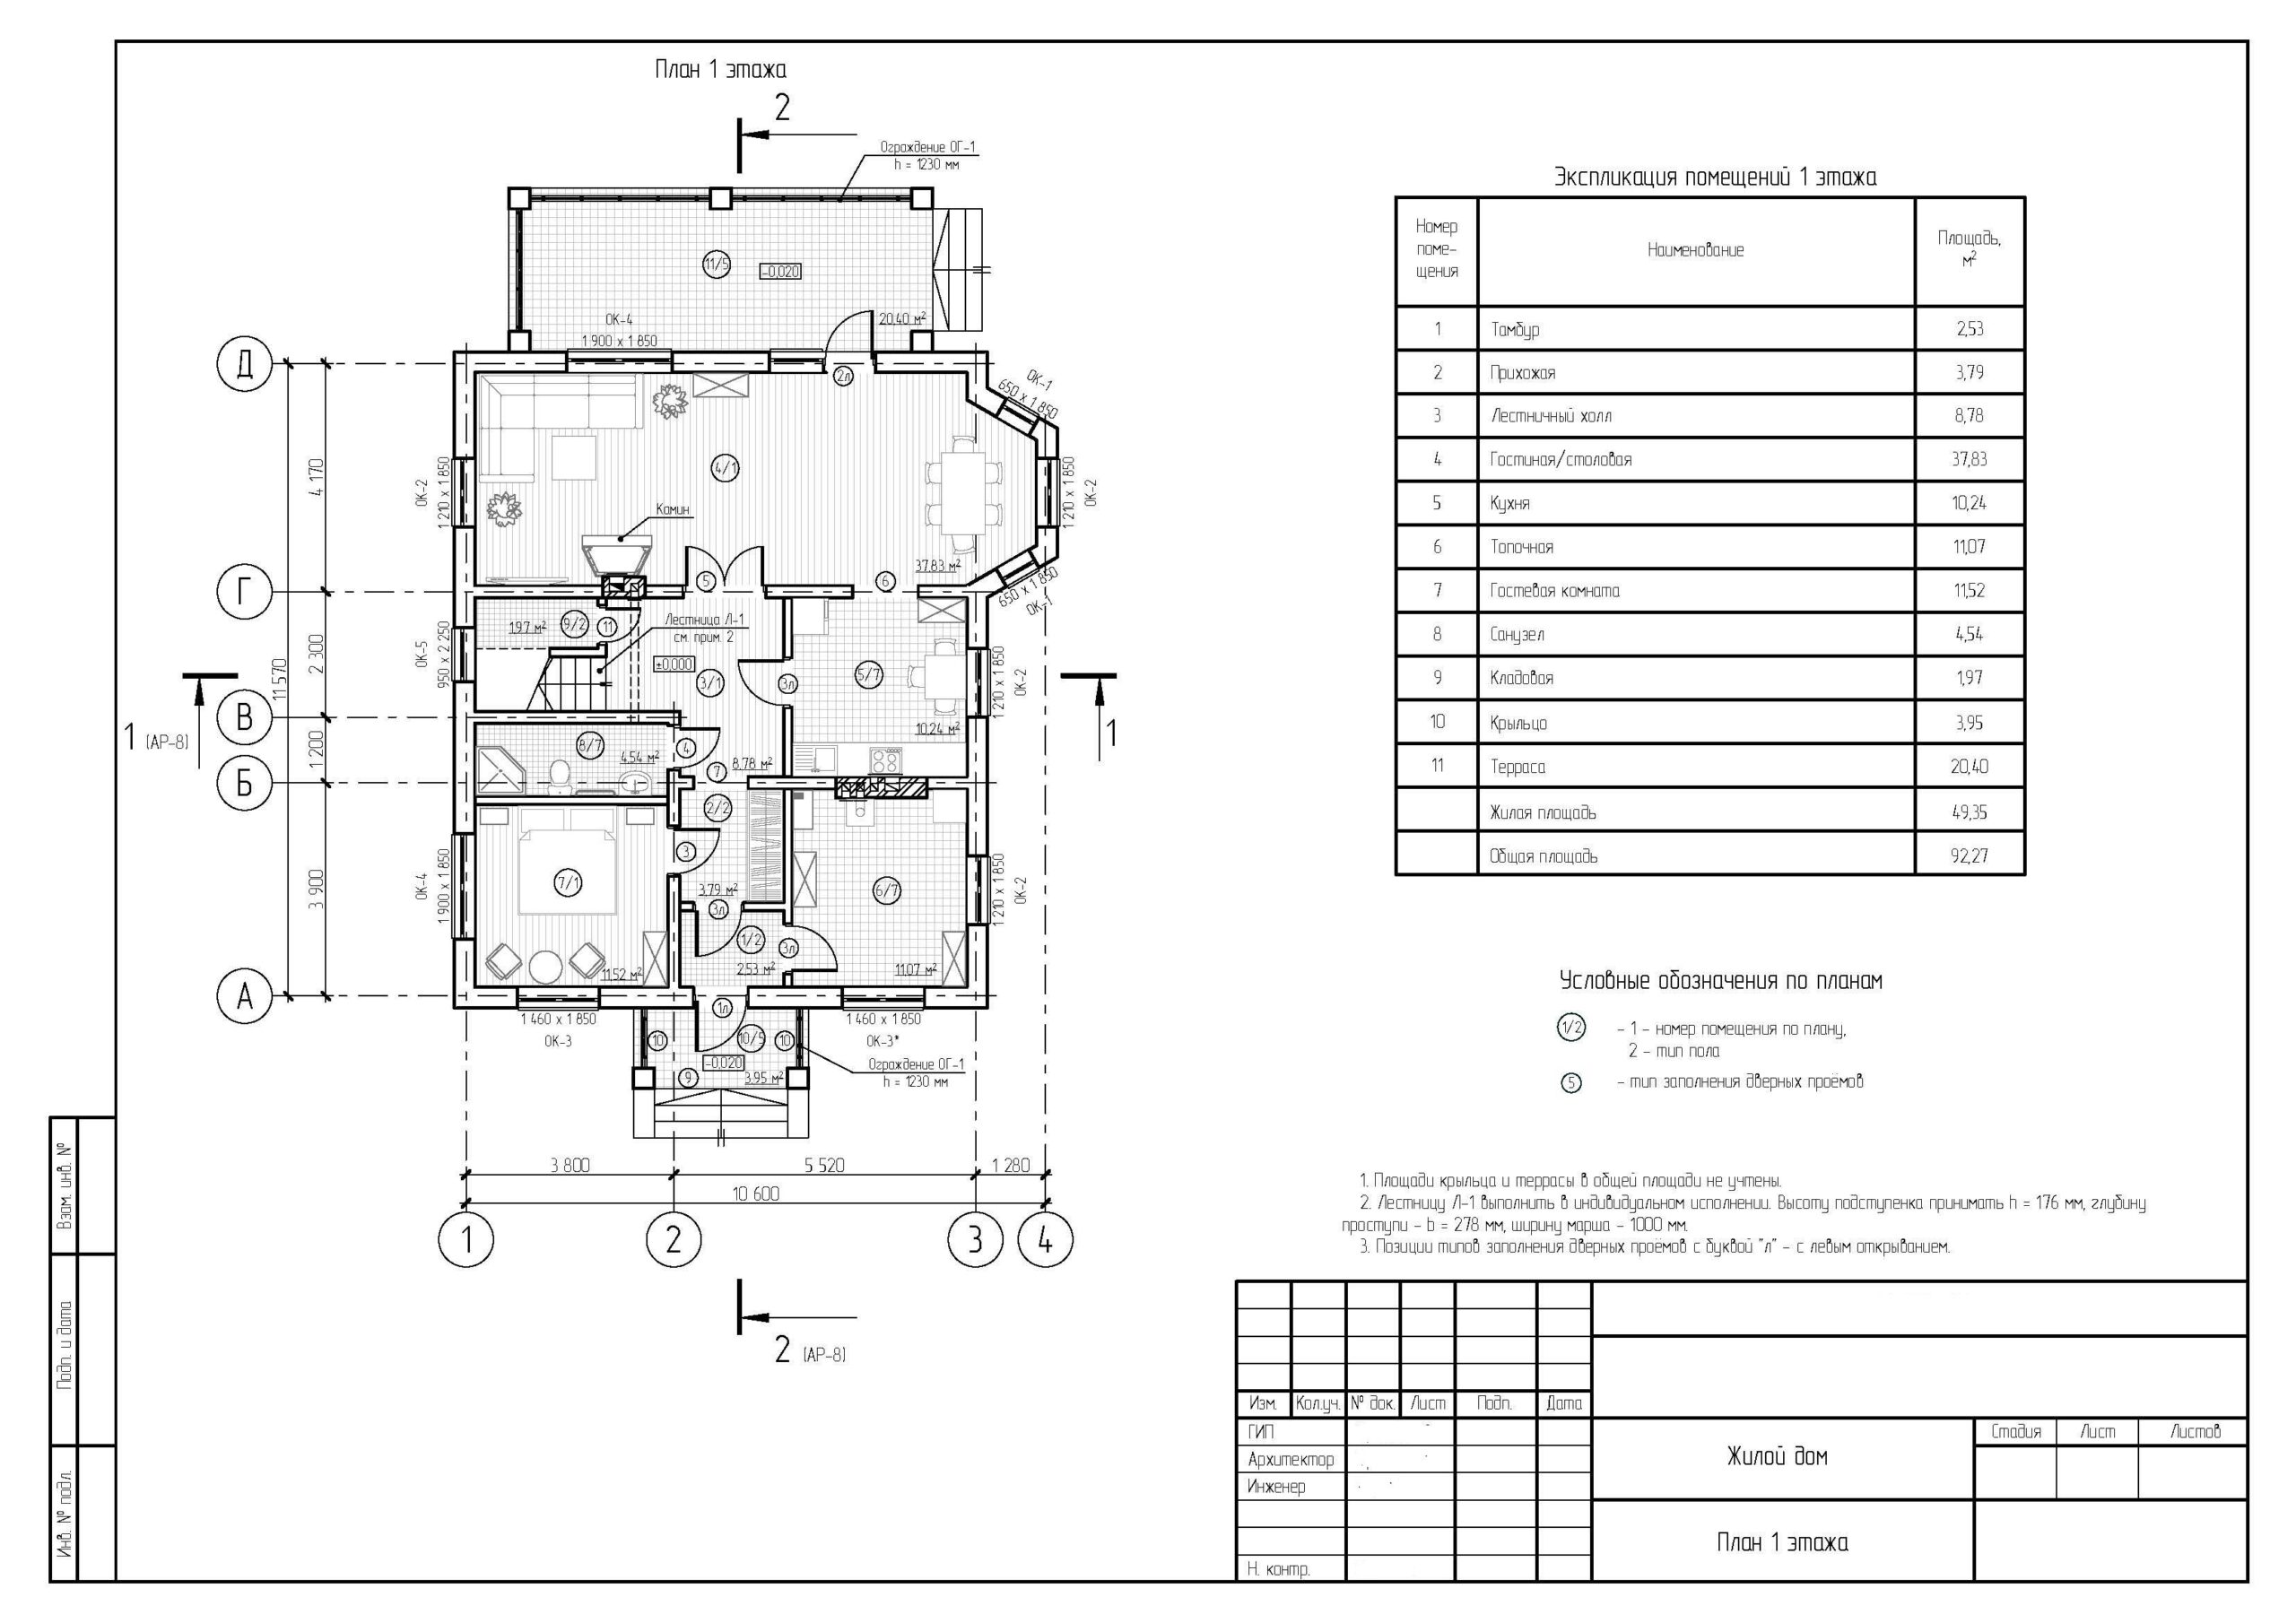 План 1 этажа
2
Ограждение ОГ-1
h = 1230 мм
11/5
-0,020
ОК-4
1 900 x 1 850
20.40 м²
Д
2л
ОК-1
650 x 1 850
4 170
ОК-2
1 210 x 1 850
4/1
1 210 x 1 850
ОК-2
Камин
37.83 м²
Г
5
6
650 x 1 850
ОК-1
1.97 м²
9/2
11
Лестница Л-1
см. прим. 2
ОК-5
950 x 2 250
±0,000
2 300
11 570
3/1
3л
5/7
1 210 x 1 850
ОК-2
В
1 (АР-8)
1
10.24 м²
8/7
4.54 м²
4
1 200
7
8.78 м²
Б
2/2
3
3 900
ОК-4
1 900 x 1 850
7/1
3.79 м²
6/7
1 210 x 1 850
ОК-2
3л
1/2
3л
11.52 м²
2.53 м²
11.07 м²
А
1л
1 460 x 1 850
ОК-3
10
10/5
10
1 460 x 1 850
ОК-3*
-0,020
9
3.95 м²
Ограждение ОГ-1
h = 1230 мм
3 800
5 520
1 280
10 600
1
2
3
4
2 (АР-8)
Экспликация помещений 1 этажа
Номер
поме-
щения
Наименование
Площадь,
м²
1 Тамбур 2,53
2 Прихожая 3,79
3 Лестничный холл 8,78
4 Гостиная/столовая 37,83
5 Кухня 10,24
6 Топочная 11,07
7 Гостевая комната 11,52
8 Санузел 4,54
9 Кладовая 1,97
10 Крыльцо 3,95
11 Терраса 20,40
Жилая площадь 49,35
Общая площадь 92,27
Условные обозначения по планам
1/2 - 1 - номер помещения по плану,
2 - тип пола
5 - тип заполнения дверных проёмов
1. Площади крыльца и террасы в общей площади не учтены.
2. Лестницу Л-1 выполнить в индивидуальном исполнении. Высоту подступенка принимать h = 176 мм, глубину
проступи - b = 278 мм, ширину марша - 1000 мм.
3. Позиции типов заполнения дверных проёмов с буквой "л" - с левым открыванием.
Взам. инв. №
Подп. и дата
Инв. № подл.
Изм. Кол.уч. № док. Лист Подп. Дата
ГИП
Архитектор
Инженер
Н. контр.
Жилой дом
Стадия Лист Листов
План 1 этажа